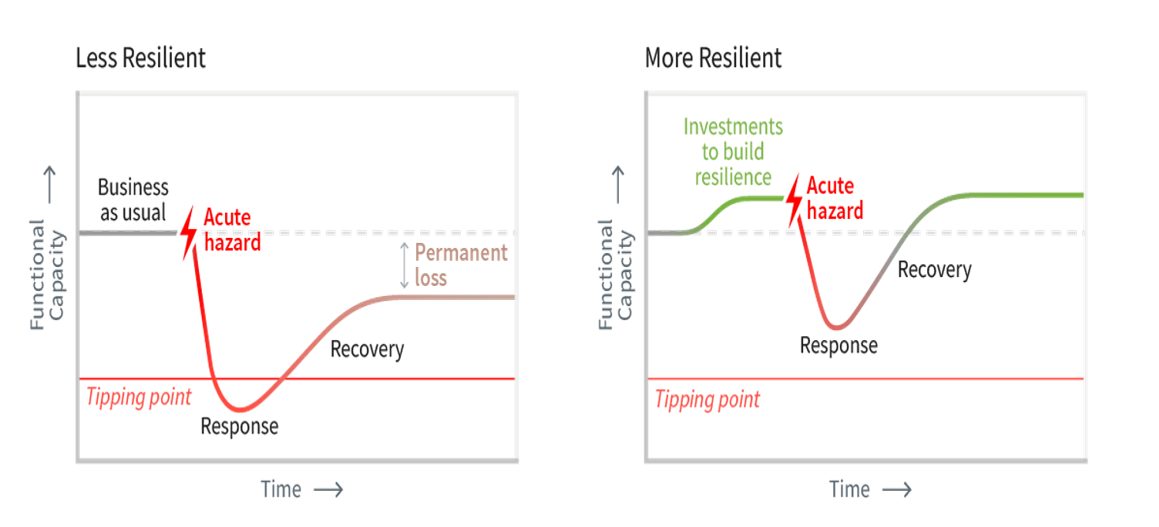 Less Resilient
Functional
Capacity
Business
as usual
Acute
hazard
Permanent
loss
Recovery
Tipping point
Response
Time
More Resilient
Functional
Capacity
Investments
to build
resilience
Acute
hazard
Recovery
Response
Tipping point
Time